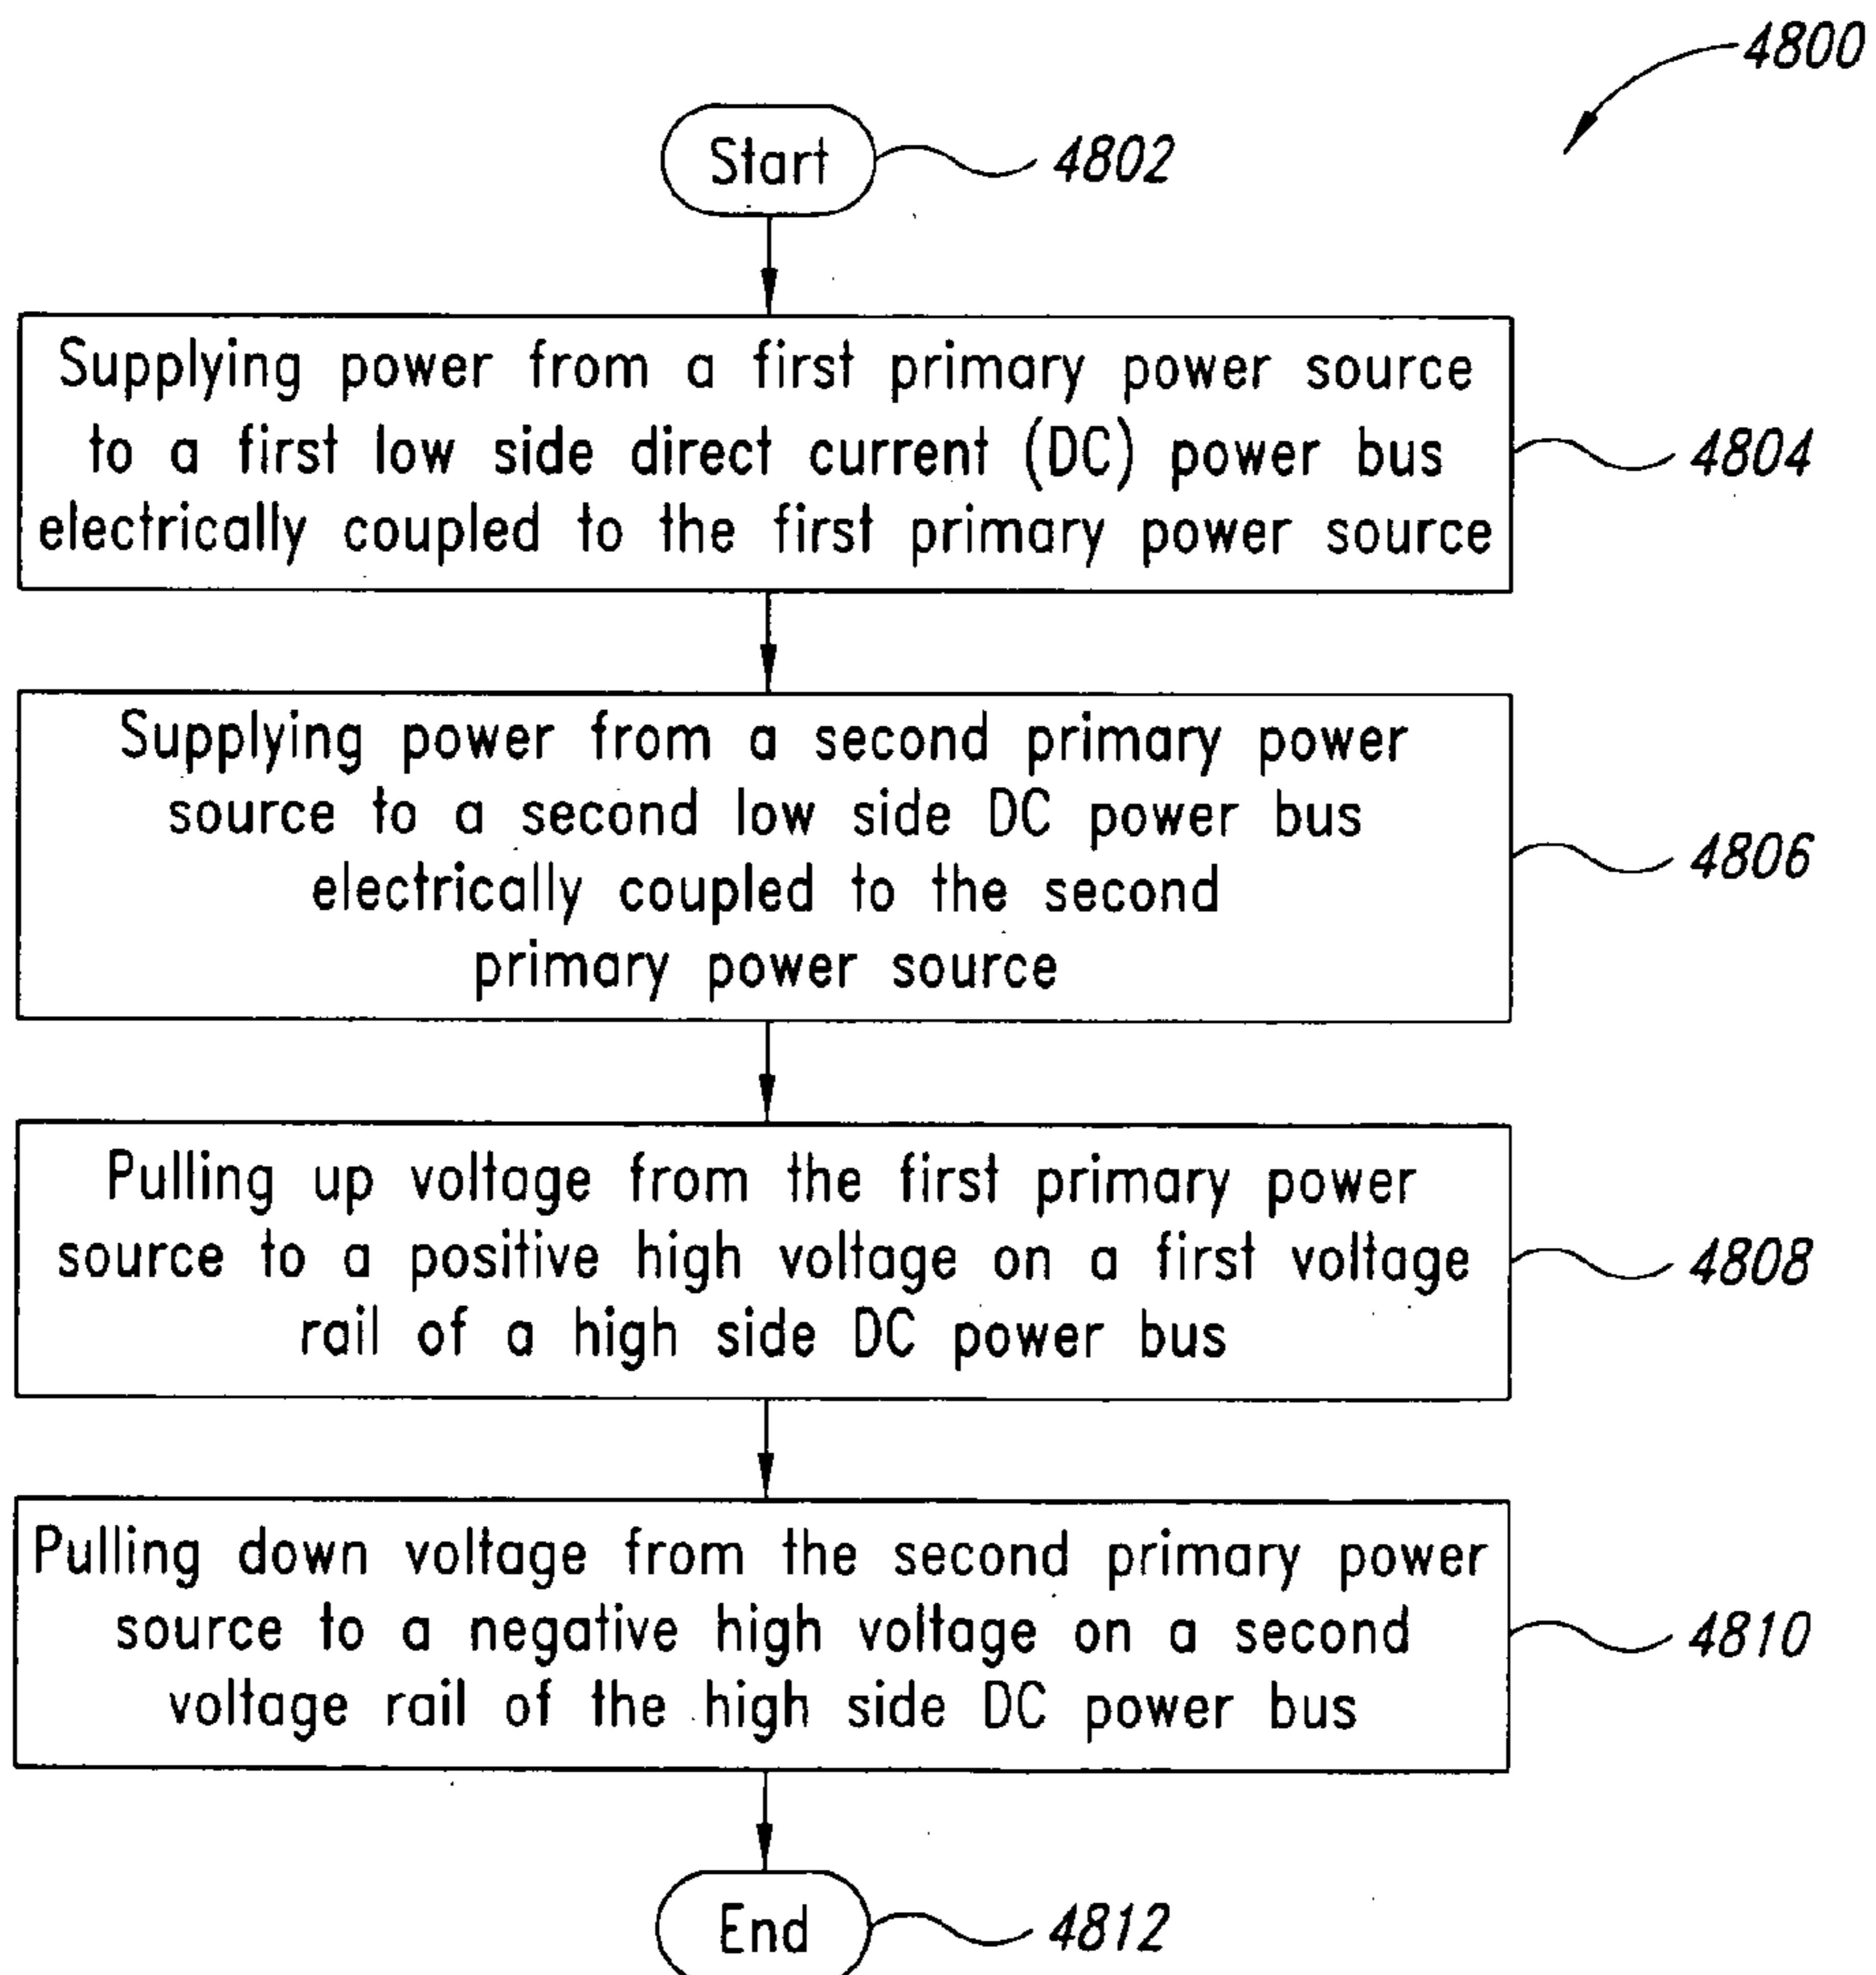 4800
Start
4802
Supplying power from a first primary power source
to a first low side direct current (DC) power bus
electrically coupled to the first primary power source
4804
Supplying power from a second primary power
source to a second low side DC power bus
electrically coupled to the second
primary power source
4806
Pulling up voltage from the first primary power
source to a positive high voltage on a first voltage
rail of a high side DC power bus
4808
Pulling down voltage from the second primary power
source to a negative high voltage on a second
voltage rail of the high side DC power bus
4810
End
4812